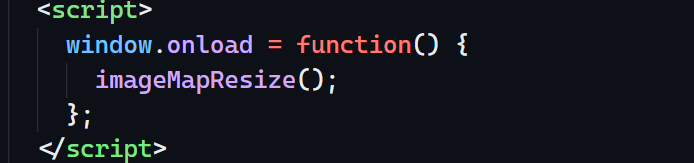 <script>
window.onload = function() {
imageMapResize();
};
</script>